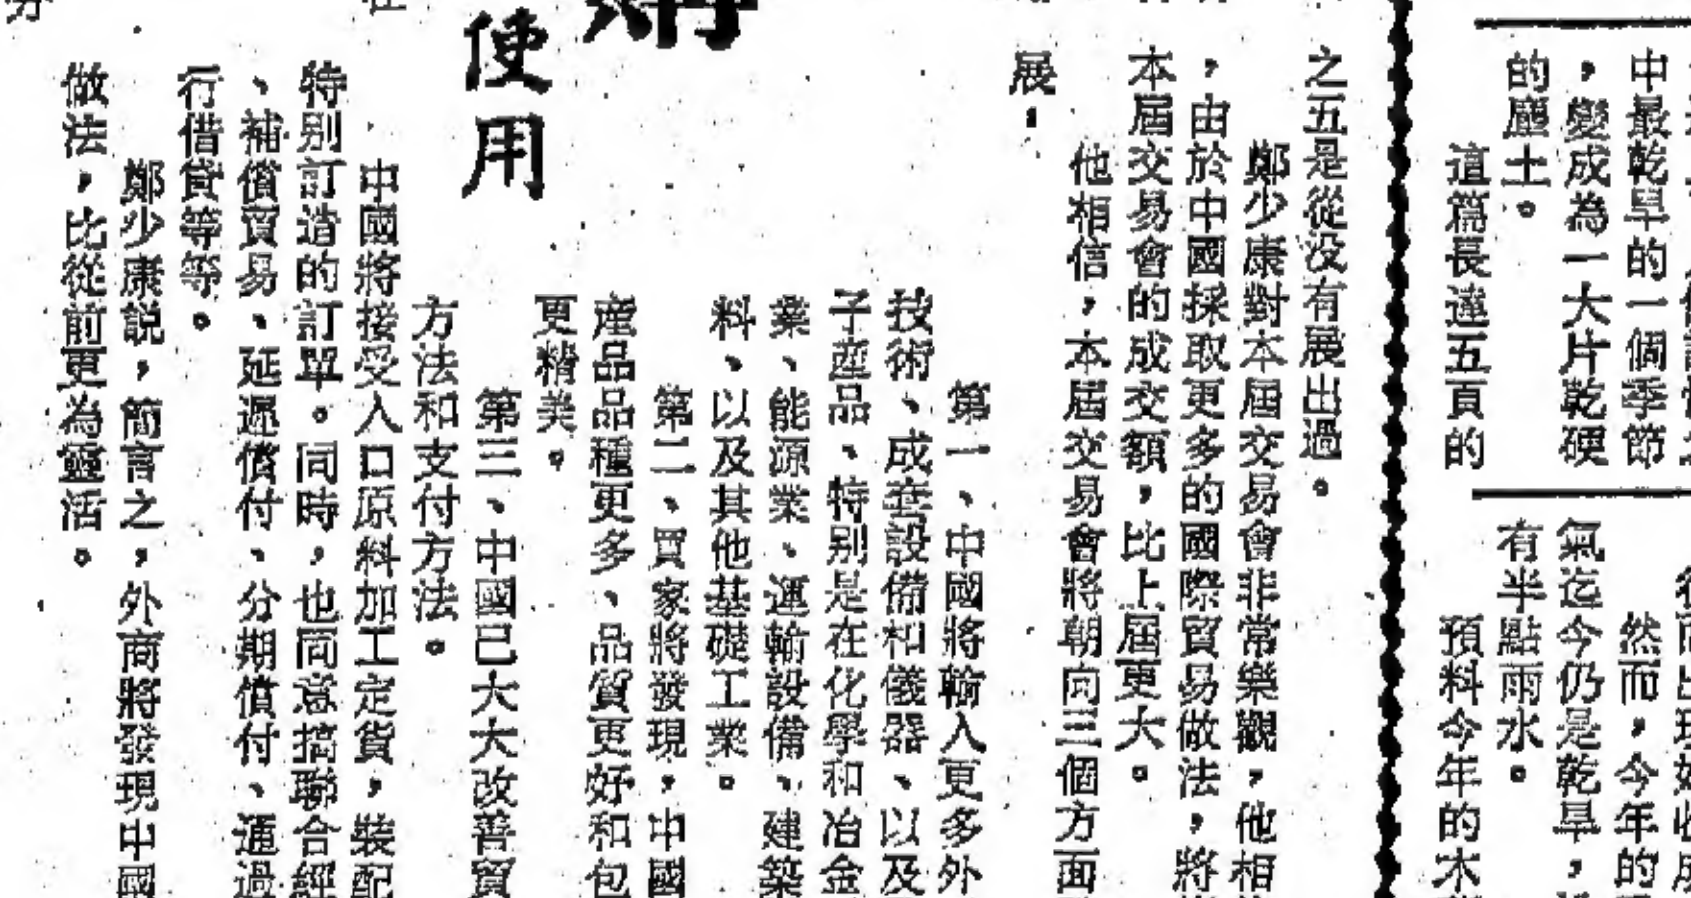 中最乾旱的一個季節
，變成為一大片乾硬
的塵土。
這篇長達五頁的
然而，今年的
氣迄今仍是乾旱，
有半點雨水。
預料今年的木
之五是從没有展出過。
鄭少康對本屆交易會非常樂觀，他相
，由於中國採取更多的國際貿易做法，將
本屆交易會的成交額，比上屆更大。
他相信，本屆交易會將朝向三個方面
展：
第一、中國將輸入更多外
技術、成套設備和儀器、以及
子產品、特别是在化學和冶金
業、能源業、運輸設備、建築
料、以及其他基礎工業。
第二、買家將發現，中國
產品品種更多、品質更好和包
更精美。
第三、中國已大大改善貿
方法和支付方法。
使用
中國將接受入口原料加工定貨，裝配
特别訂造的訂單。同時，也同意搞聯合經
、補償貿易、延遲償付、分期償付、通過
行借貸等等。
鄭少康説，簡言之，外商將發現中國
做法，比從前更為靈活。